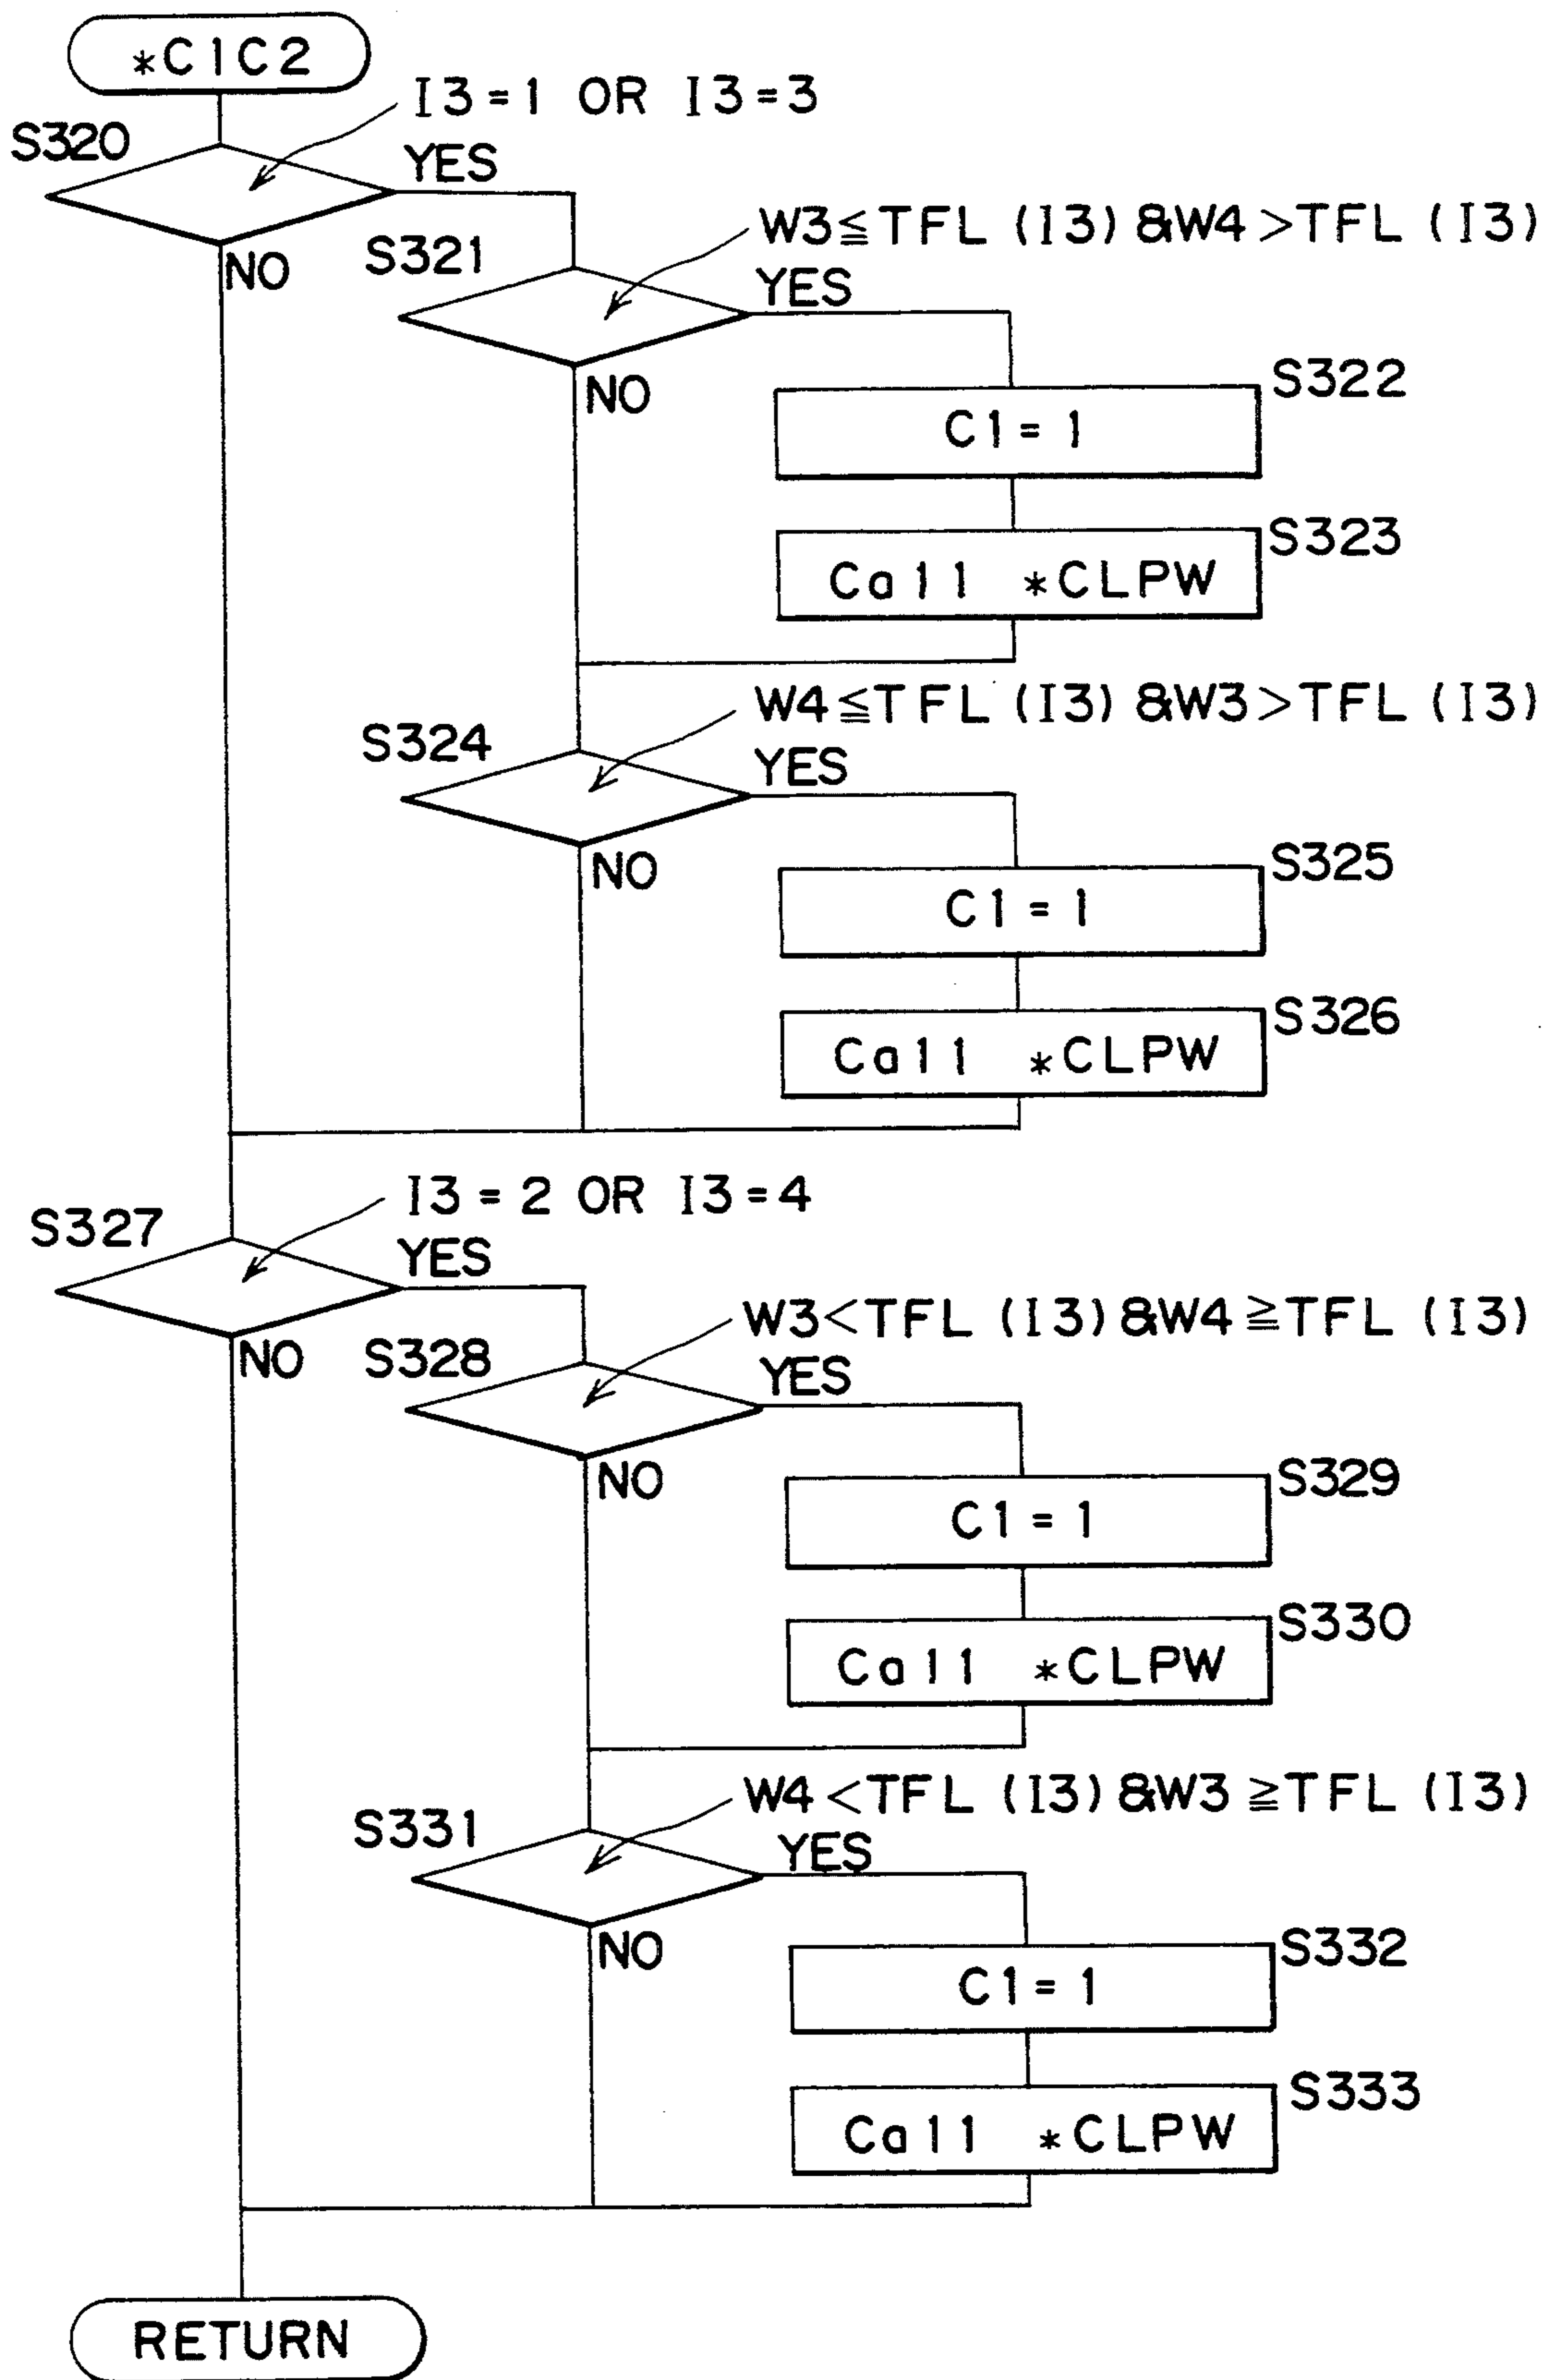 *C1C2
I3=1 OR I3=3
S320
YES
NO
W3≦TFL (I3) &W4>TFL (I3)
S321
YES
NO
S322
C1=1
S323
Call *CLPW
W4≦TFL (I3) &W3>TFL (I3)
S324
YES
NO
S325
C1=1
S326
Call *CLPW
I3=2 OR I3=4
S327
YES
NO
W3<TFL (I3) &W4≧TFL (I3)
S328
YES
NO
S329
C1=1
S330
Call *CLPW
W4<TFL (I3) &W3≧TFL (I3)
S331
YES
NO
S332
C1=1
S333
Call *CLPW
RETURN